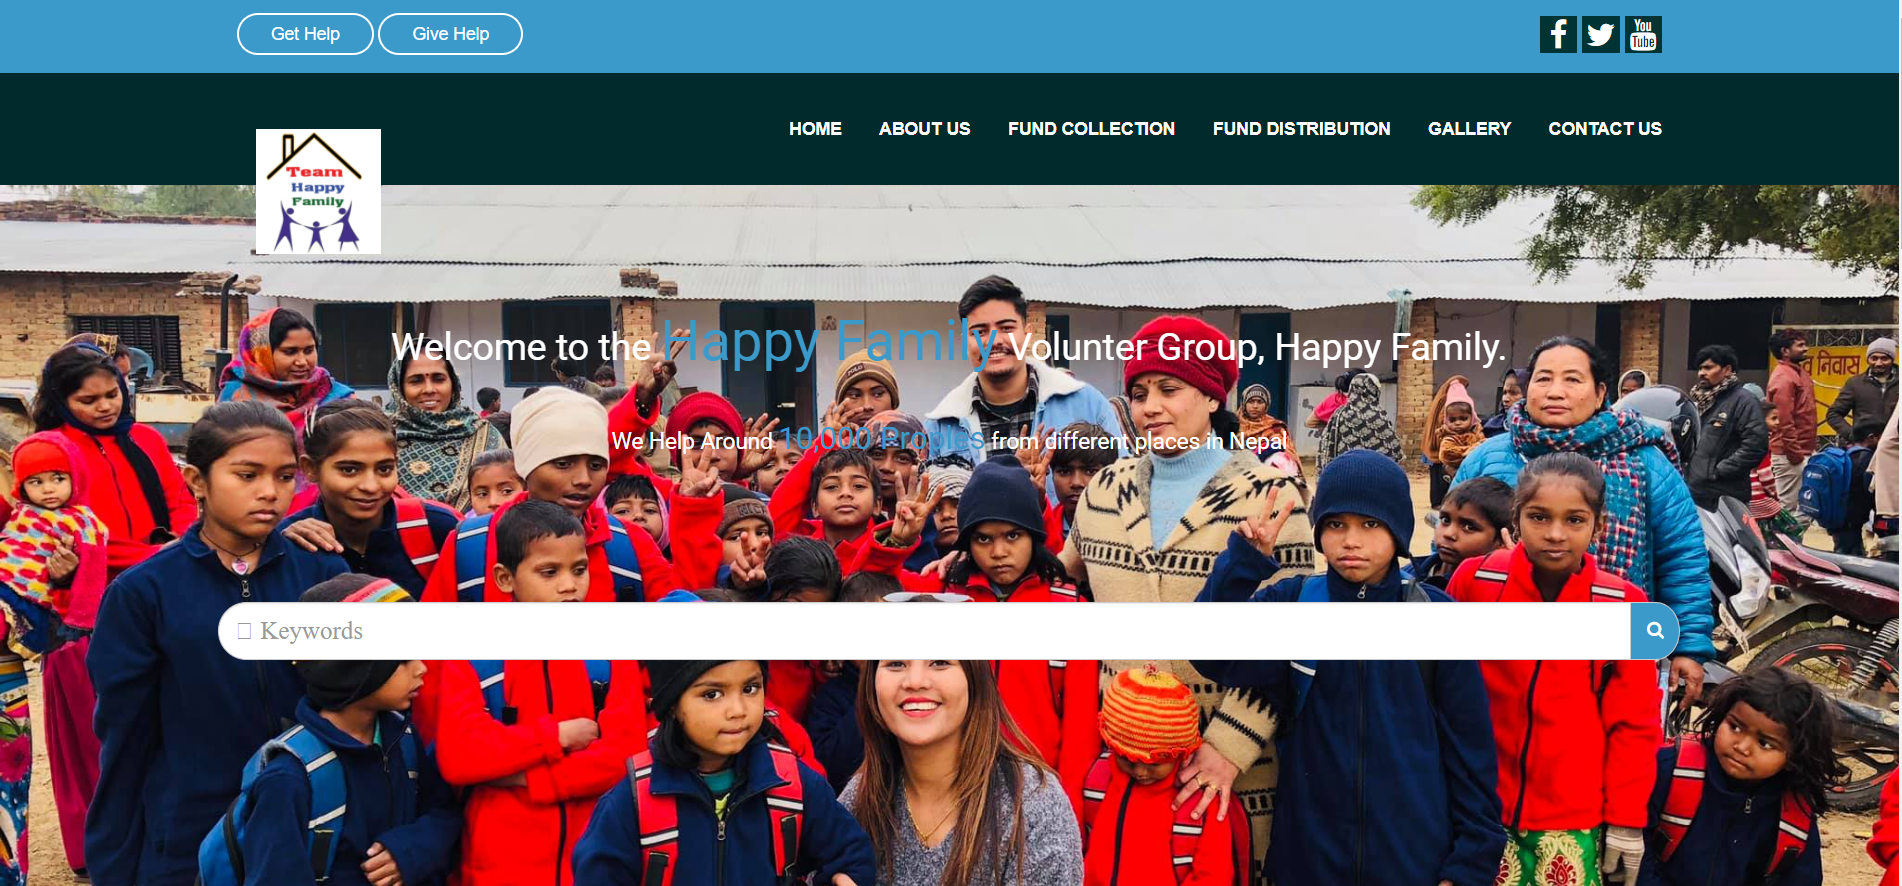 Get Help Give Help
You
Tube
HOME ABOUT US FUND COLLECTION FUND DISTRIBUTION GALLERY CONTACT US
Team
Happy
Family
Welcome to the Happy Family Volunter Group, Happy Family.
We Help Around 10,000 Proples from different places in Nepal
निवास
Keywords